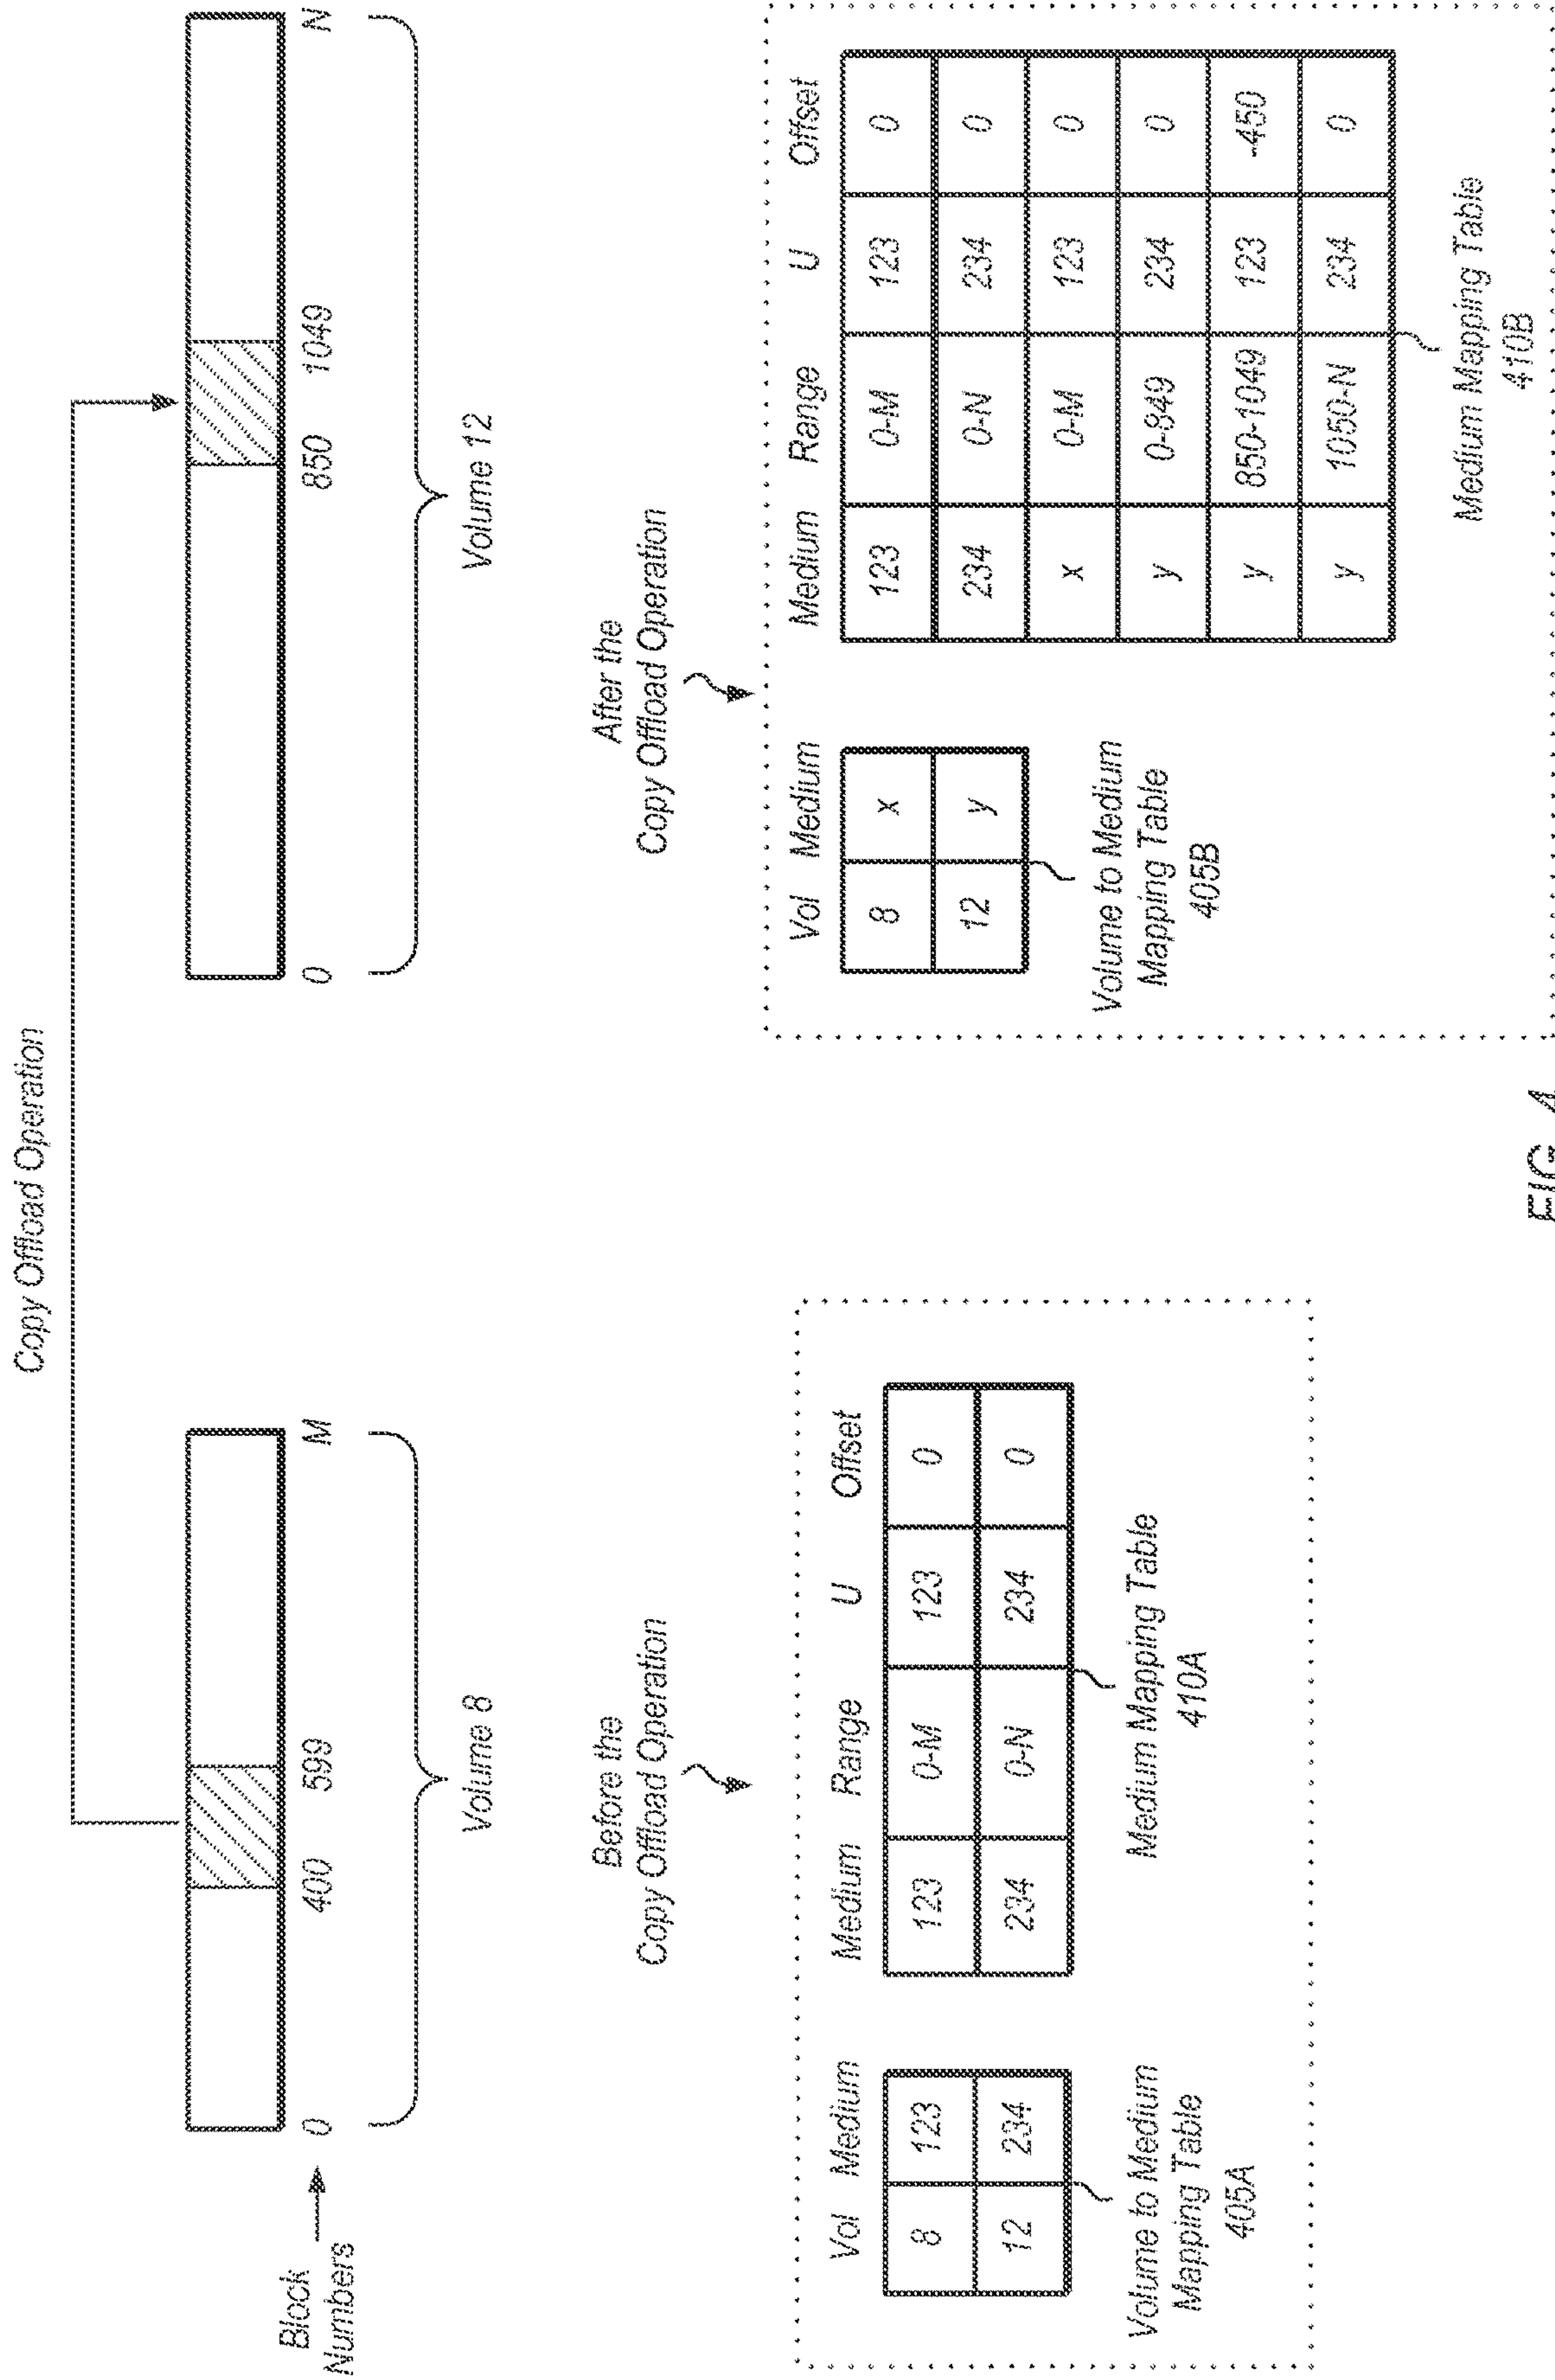 Copy Offload Operation
Block
Numbers
0 400 599 M
0 850 1049 N
Volume 8
Volume 12
Before the
Copy Offload Operation
Vol Medium
8 123
12 234
Volume to Medium
Mapping Table
405A
Medium Range U Offset
123 0-M 123 0
234 0-N 234 0
Medium Mapping Table
410A
After the
Copy Offload Operation
Vol Medium
8 x
12 y
Volume to Medium
Mapping Table
405B
Medium Range U Offset
123 0-M 123 0
234 0-N 234 0
x 0-M 123 0
y 0-849 234 0
y 850-1049 123 -450
y 1050-N 234 0
Medium Mapping Table
410B
FIG. 4